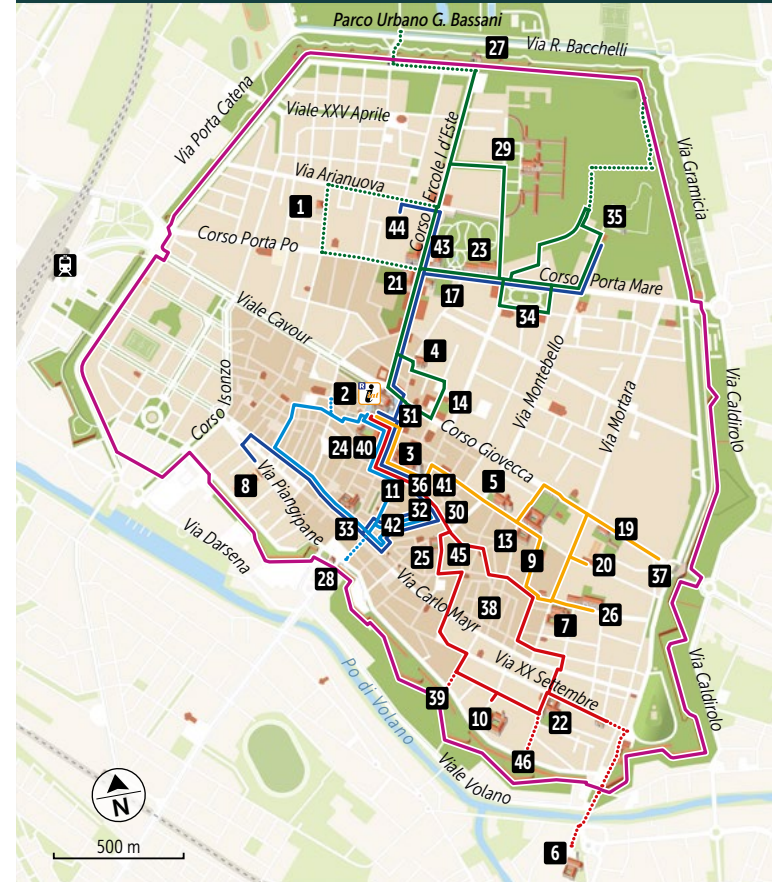 Parco Urbano G. Bassani
27
Via R. Bacchelli
Via Porta Catena
Viale XXV Aprile
Corso Ercole I d'Este
29
Via Gramicia
Via Arianuova
1
44
43
23
35
Corso Porta Po
Corso Porta Mare
21
17
34
Viale Cavour
4
Via Montebello
Via Mortara
Via Caldirolo
2
R
i
14
31
Corso Isonzo
Corso Giovecca
24
40
3
8
Via Piangipane
11
36
41
5
32
30
33
42
13
19
Via Darsena
25
45
9
20
37
28
Via Carlo Mayr
38
7
26
Via XX Settembre
Via Caldirolo
Po di Volano
39
10
22
46
Viale Volano
N
500 m
6